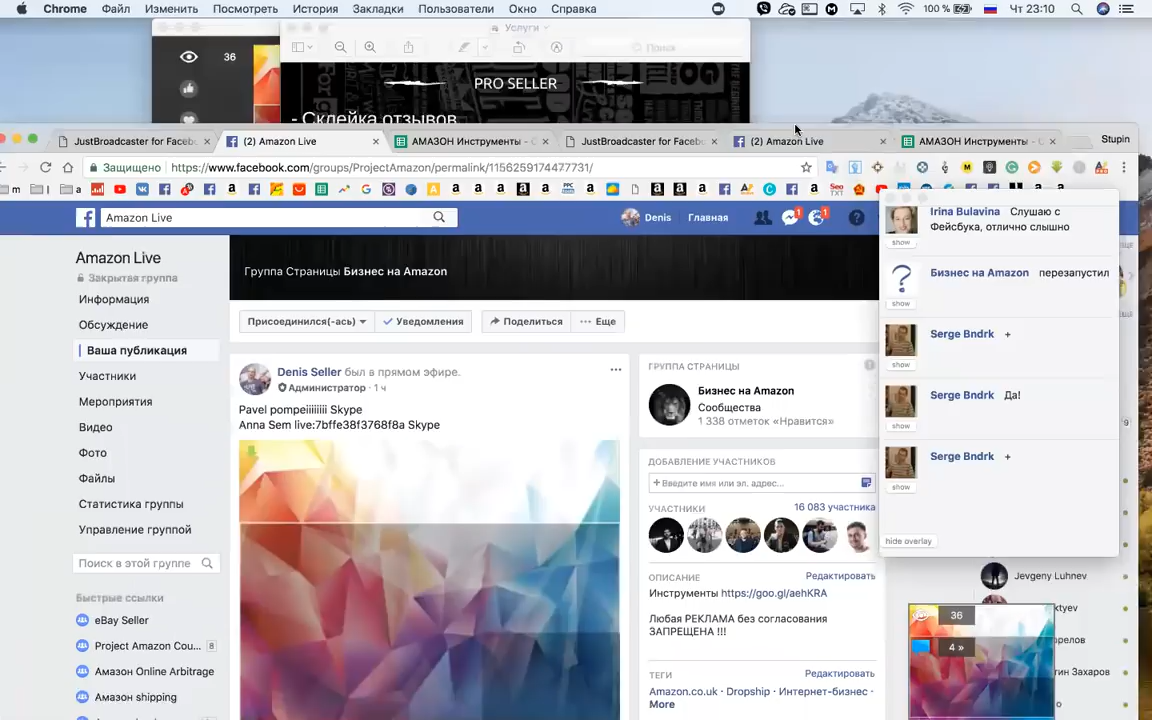 Chrome Файл Изменить Посмотреть История Закладки Пользователи Окно Справка 100 % Чт 23:10
Услуги
36
Поиск
PRO SELLER
- Склейка отзывов
JustBroadcaster for Facebo (2) Amazon Live АМАЗОН Инструменты - G JustBroadcaster for Facebo (2) Amazon Live АМАЗОН Инструменты - G Stupin
Защищено https://www.facebook.com/groups/ProjectAmazon/permalink/1156259174477731/
Amazon Live
Denis Главная
1 1
Amazon Live
Закрытая группа
Информация
Обсуждение
Ваша публикация
Участники
Мероприятия
Видео
Фото
Файлы
Статистика группы
Управление группой
Поиск в этой группе
Быстрые ссылки
eBay Seller
Project Amazon Cou... 8
Амазон Online Arbitrage
Амазон shipping
Группа Страницы Бизнес на Amazon
Присоединился(-ась) Уведомления Поделиться Еще
Denis Seller был в прямом эфире.
Администратор · 1 ч
Pavel pompeiiiiiiii Skype
Anna Sem live:7bffe38f3768f8a Skype
ГРУППА СТРАНИЦЫ
Бизнес на Amazon
Сообщества
1 338 отметок «Нравится»
ДОБАВЛЕНИЕ УЧАСТНИКОВ
+ Введите имя или эл. адрес...
УЧАСТНИКИ 16 083 участника
ОПИСАНИЕ Редактировать
Инструменты https://goo.gl/aehKRA
Любая РЕКЛАМА без согласования
ЗАПРЕЩЕНА !!!
ТЕГИ Редактировать
Amazon.co.uk · Dropship · Интернет-бизнес ·
More
Irina Bulavina Слушаю с
Фейсбука, отлично слышно
show
Бизнес на Amazon перезапустил
show
Serge Bndrk +
show
Serge Bndrk Да!
show
Serge Bndrk +
show
hide overlay
Jevgeny Luhnev
36
4 »